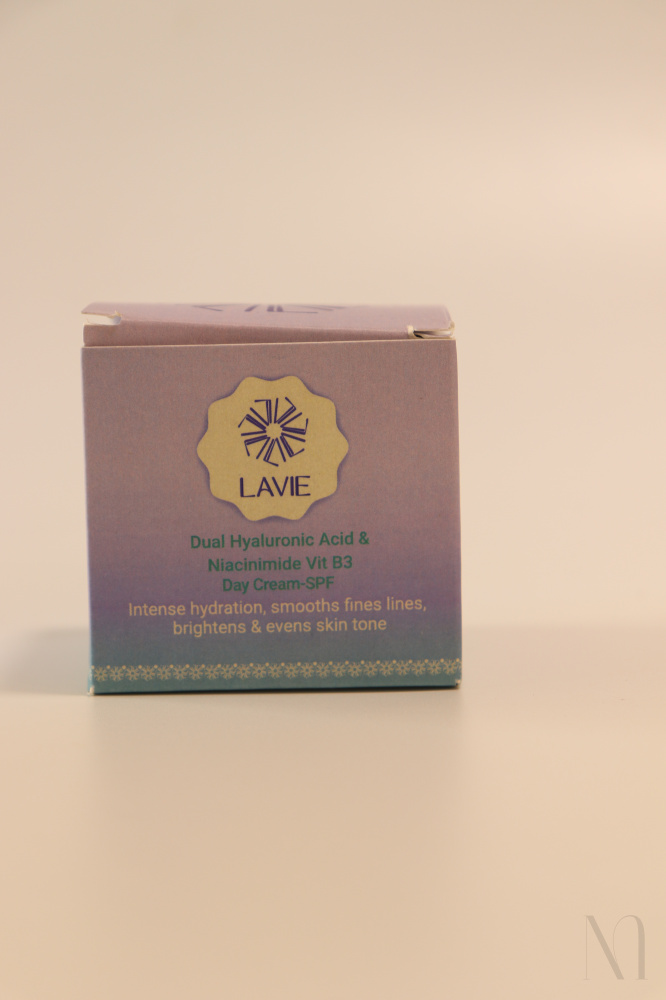 LAVIE
Dual Hyaluronic Acid &
Niacinimide Vit B3
Day Cream-SPF
Intense hydration, smooths fines lines,
brightens & evens skin tone